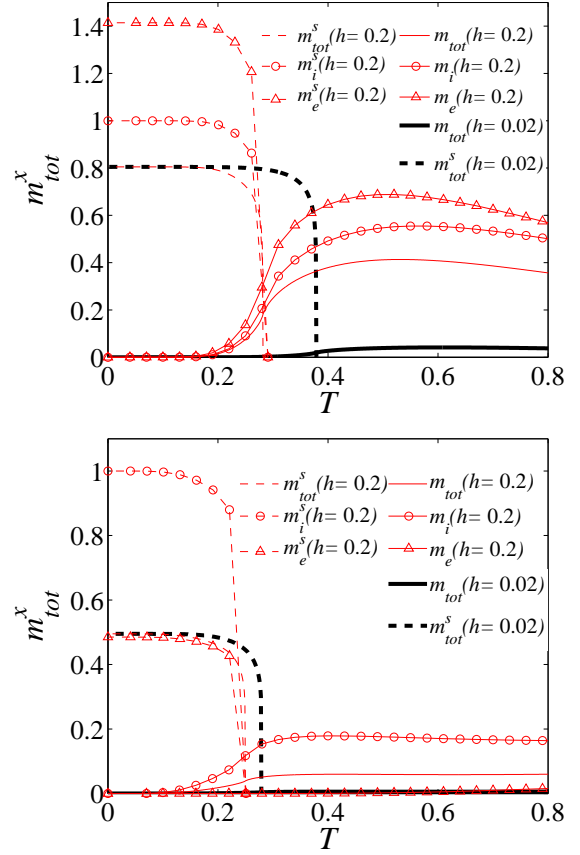 1.4
1.2
1
0.8
0.6
0.4
0.2
0
m^x_tot
m^s_tot(h= 0.2)
m^s_i(h= 0.2)
m^s_e(h= 0.2)
m_tot(h= 0.2)
m_i(h= 0.2)
m_e(h= 0.2)
m_tot(h= 0.02)
m^s_tot(h= 0.02)
0 0.2 0.4 0.6 0.8
T
1
0.8
0.6
0.4
0.2
0
m^x_tot
m^s_tot(h= 0.2)
m^s_i(h= 0.2)
m^s_e(h= 0.2)
m_tot(h= 0.2)
m_i(h= 0.2)
m_e(h= 0.2)
m_tot(h= 0.02)
m^s_tot(h= 0.02)
0 0.2 0.4 0.6 0.8
T